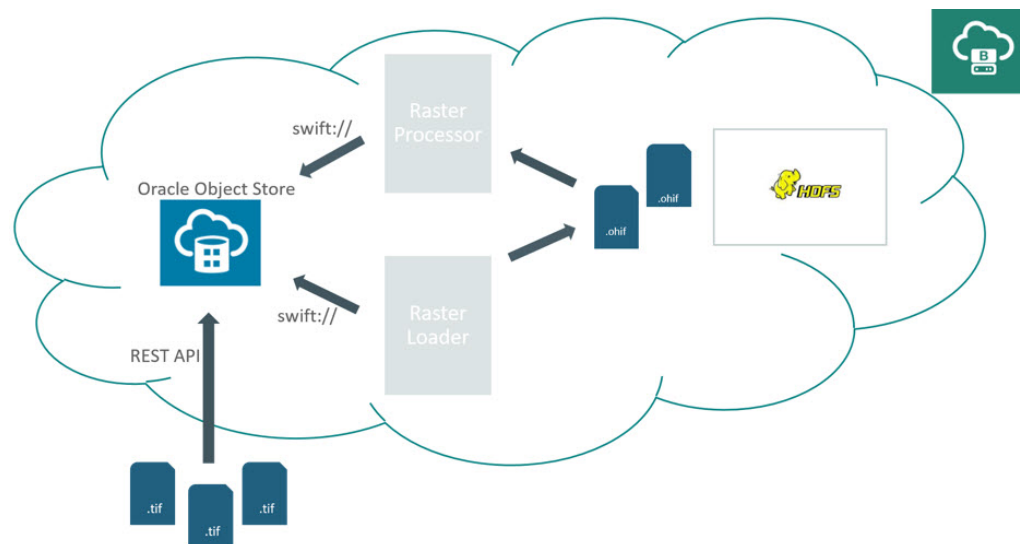 B
Raster
Processor
swift://
.ohif
.ohif
HDFS
Oracle Object Store
swift://
Raster
Loader
REST API
.tif
.tif
.tif